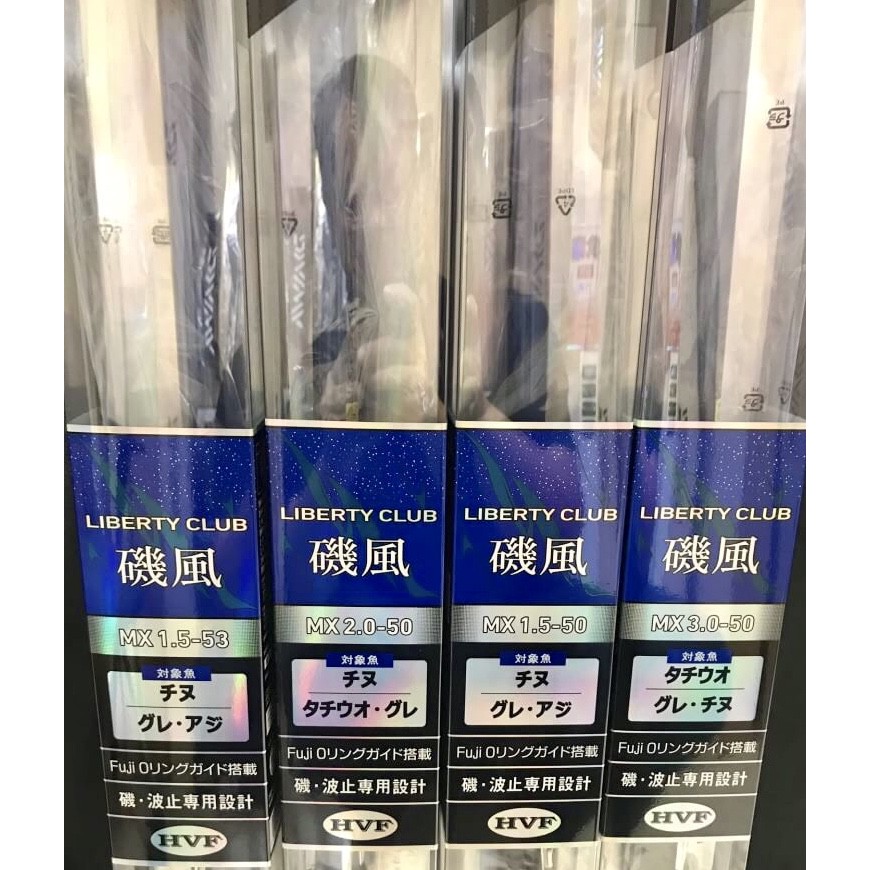 DAIWA
DAIWA
LIBERTY CLUB
磯風
MX 1.5-53
対象魚
チヌ
グレ・アジ
Fuji Oリングガイド搭載
磯・波止専用設計
HVF
LIBERTY CLUB
磯風
MX 2.0-50
対象魚
チヌ
タチウオ・グレ
Fuji Oリングガイド搭載
磯・波止専用設計
HVF
LIBERTY CLUB
磯風
MX 1.5-50
対象魚
チヌ
グレ・アジ
Fuji Oリングガイド搭載
磯・波止専用設計
HVF
PE
プラ
LIBERTY CLUB
磯風
MX 3.0-50
対象魚
タチウオ
グレ・チヌ
Fuji Oリングガイド搭載
磯・波止専用設計
HVF